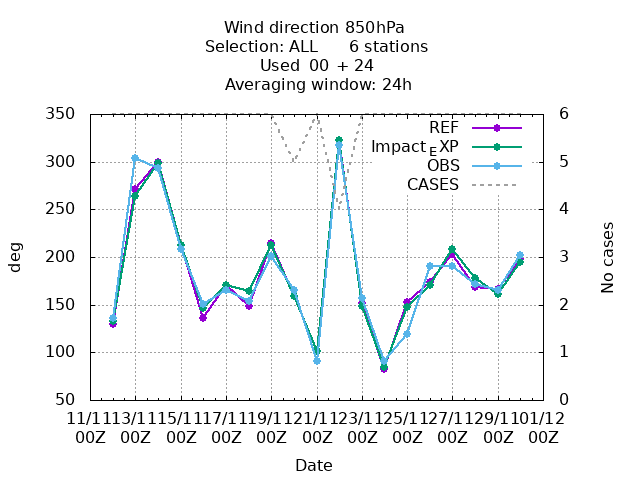 Wind direction 850hPa
Selection: ALL 6 stations
Used 00 + 24
Averaging window: 24h
350 6
REF
Impact_EXP
OBS
CASES
300 5
250 4
200 3
150 2
100 1
50 0
deg
No cases
11/11 13/11 15/11 17/11 19/11 21/11 23/11 25/11 27/11 29/11 01/12
00Z 00Z 00Z 00Z 00Z 00Z 00Z 00Z 00Z 00Z 00Z
Date